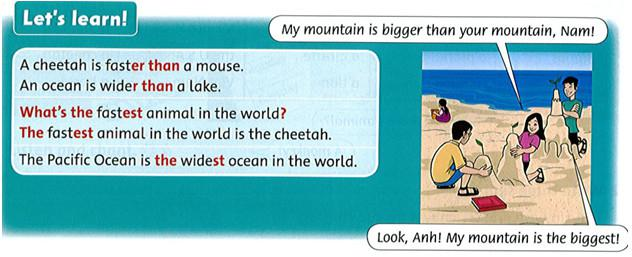 Let's learn!
My mountain is bigger than your mountain, Nam!
A cheetah is faster than a mouse.
An ocean is wider than a lake.
What's the fastest animal in the world?
The fastest animal in the world is the cheetah.
The Pacific Ocean is the widest ocean in the world.
Look, Anh! My mountain is the biggest!